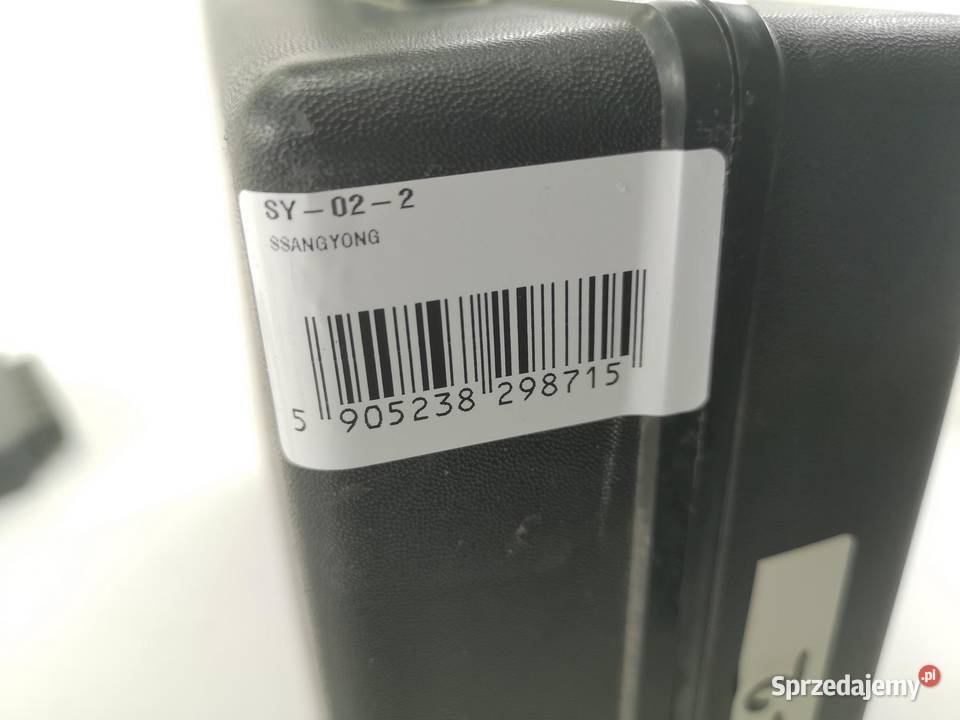 SY-02-2
SSANGYONG
5 905238 298715
Sprzedajemy.pl